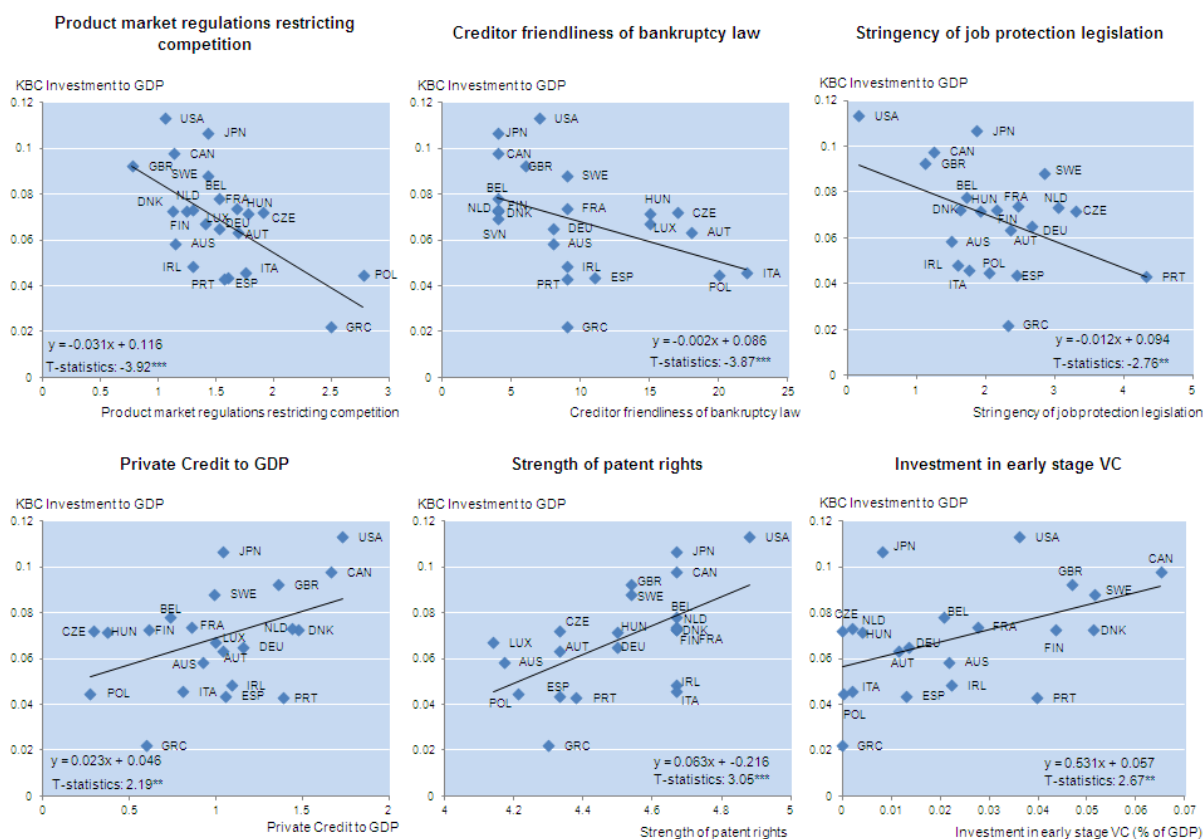 Product market regulations restricting
competition
KBC Investment to GDP
0.12
0.1
0.08
0.06
0.04
0.02
0
USA
JPN
CAN
GBR
SWE
BEL
NLD
FRA
HUN
DNK
CZE
LUX
DEU
FIN
AUT
AUS
IRL
ITA
POL
PRT
ESP
GRC
y = -0.031x + 0.116
T-statistics: -3.92***
0
0.5
1
1.5
2
2.5
3
Product market regulations restricting competition
Creditor friendliness of bankruptcy law
KBC Investment to GDP
0.12
0.1
0.08
0.06
0.04
0.02
0
USA
JPN
CAN
GBR
SWE
BEL
HUN
NLD
FIN
DNK
FRA
CZE
SVN
DEU
LUX
AUT
AUS
IRL
ITA
PRT
ESP
POL
GRC
y = -0.002x + 0.086
T-statistics: -3.87***
0
5
10
15
20
25
Creditor friendliness of bankruptcy law
Stringency of job protection legislation
KBC Investment to GDP
0.12
0.1
0.08
0.06
0.04
0.02
0
USA
JPN
CAN
GBR
SWE
BEL
HUN
FRA
NLD
DNK
FIN
CZE
DEU
AUT
AUS
IRL
POL
ITA
ESP
PRT
GRC
y = -0.012x + 0.094
T-statistics: -2.76**
0
1
2
3
4
5
Stringency of job protection legislation
Private Credit to GDP
KBC Investment to GDP
0.12
0.1
0.08
0.06
0.04
0.02
0
USA
JPN
CAN
GBR
SWE
BEL
CZE
HUN
FIN
FRA
NLD
DNK
LUX
DEU
AUT
AUS
IRL
POL
ITA
ESP
PRT
GRC
y = 0.023x + 0.046
T-statistics: 2.19**
0
0.5
1
1.5
2
Private Credit to GDP
Strength of patent rights
KBC Investment to GDP
0.12
0.1
0.08
0.06
0.04
0.02
0
USA
JPN
CAN
GBR
SWE
BEL
NLD
CZE
HUN
DNK
FIN
FRA
LUX
DEU
AUS
IRL
ESP
POL
PRT
ITA
GRC
y = 0.063x + -0.216
T-statistics: 3.05***
4
4.2
4.4
4.6
4.8
5
Strength of patent rights
Investment in early stage VC
KBC Investment to GDP
0.12
0.1
0.08
0.06
0.04
0.02
0
USA
JPN
CAN
GBR
SWE
CZE
NLD
BEL
HUN
FRA
DNK
FIN
DEU
AUT
AUS
ITA
IRL
ESP
PRT
POL
GRC
y = 0.531x + 0.057
T-statistics: 2.67**
0
0.01
0.02
0.03
0.04
0.05
0.06
0.07
Investment in early stage VC (% of GDP)